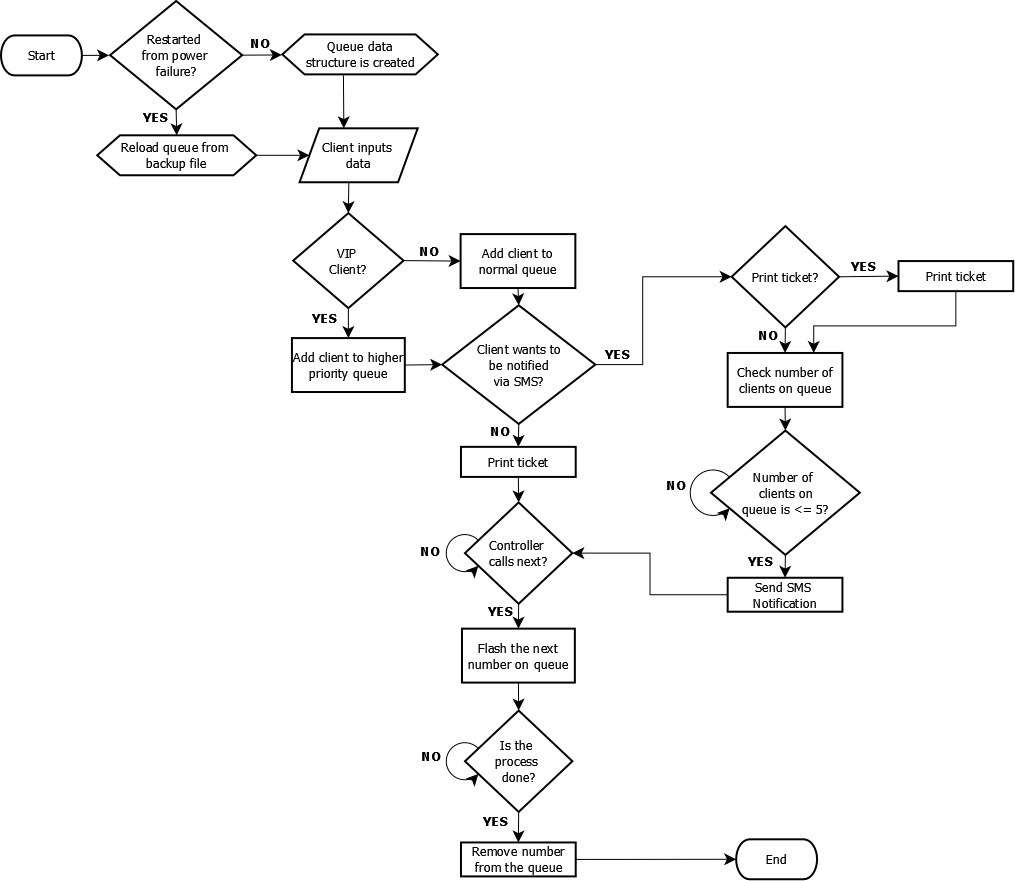 Start
Restarted
from power
failure?
NO
Queue data
structure is created
YES
Reload queue from
backup file
Client inputs
data
VIP
Client?
NO
Add client to
normal queue
YES
Add client to higher
priority queue
Client wants to
be notified
via SMS?
YES
Print ticket?
YES
Print ticket
NO
Check number of
clients on queue
NO
Number of
clients on
queue is <= 5?
YES
Send SMS
Notification
NO
Print ticket
NO
Controller
calls next?
YES
Flash the next
number on queue
NO
Is the
process
done?
YES
Remove number
from the queue
End